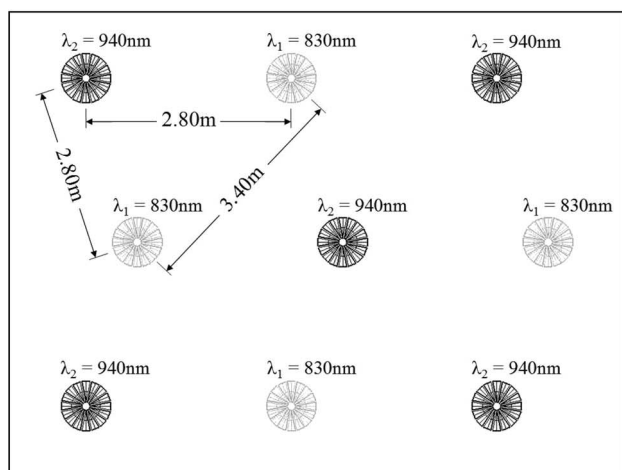 λ₂ = 940nm
λ₁ = 830nm
λ₂ = 940nm
2.80m
2.80m
3.40m
λ₁ = 830nm
λ₂ = 940nm
λ₁ = 830nm
λ₂ = 940nm
λ₁ = 830nm
λ₂ = 940nm